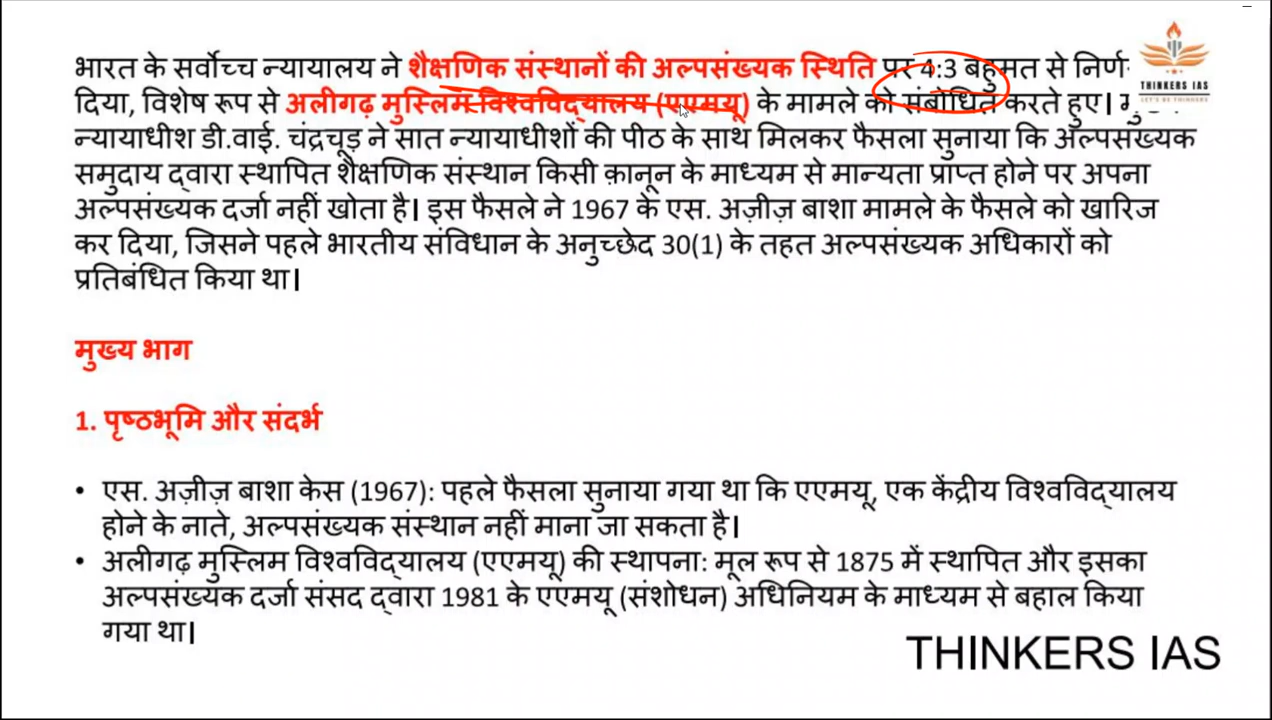 भारत के सर्वोच्च न्यायालय ने शैक्षणिक संस्थानों की अल्पसंख्यक स्थिति पर 4:3 बहुमत से
दिया, विशेष रूप से अलीगढ़ मुस्लिम विश्वविद्यालय (एएमयू) के मामले को संबोधित करते हुए।
न्यायाधीश डी.वाई. चंद्रचूड़ ने सात न्यायाधीशों की पीठ के साथ मिलकर फैसला सुनाया कि अल्पसंख्यक
समुदाय द्वारा स्थापित शैक्षणिक संस्थान किसी क़ानून के माध्यम से मान्यता प्राप्त होने पर अपना
अल्पसंख्यक दर्जा नहीं खोता है। इस फैसले ने 1967 के एस. अज़ीज़ बाशा मामले के फैसले को खारिज
कर दिया, जिसने पहले भारतीय संविधान के अनुच्छेद 30(1) के तहत अल्पसंख्यक अधिकारों को
प्रतिबंधित किया था।
THINKERS IAS
LET'S BE THINKERS
मुख्य भाग
1. पृष्ठभूमि और संदर्भ
• एस. अज़ीज़ बाशा केस (1967): पहले फैसला सुनाया गया था कि एएमयू, एक केंद्रीय विश्वविद्यालय
होने के नाते, अल्पसंख्यक संस्थान नहीं माना जा सकता है।
• अलीगढ़ मुस्लिम विश्वविद्यालय (एएमयू) की स्थापना: मूल रूप से 1875 में स्थापित और इसका
अल्पसंख्यक दर्जा संसद द्वारा 1981 के एएमयू (संशोधन) अधिनियम के माध्यम से बहाल किया
गया था।
THINKERS IAS